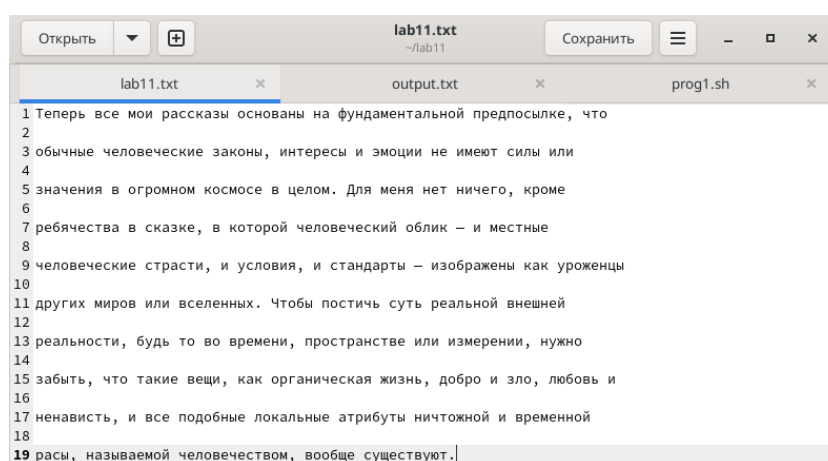 Открыть
lab11.txt
~/lab11
Сохранить
lab11.txt
output.txt
prog1.sh
1 Теперь все мои рассказы основаны на фундаментальной предпосылке, что
2
3 обычные человеческие законы, интересы и эмоции не имеют силы или
4
5 значения в огромном космосе в целом. Для меня нет ничего, кроме
6
7 ребячества в сказке, в которой человеческий облик — и местные
8
9 человеческие страсти, и условия, и стандарты — изображены как уроженцы
10
11 других миров или вселенных. Чтобы постичь суть реальной внешней
12
13 реальности, будь то во времени, пространстве или измерении, нужно
14
15 забыть, что такие вещи, как органическая жизнь, добро и зло, любовь и
16
17 ненависть, и все подобные локальные атрибуты ничтожной и временной
18
19 расы, называемой человечеством, вообще существуют.